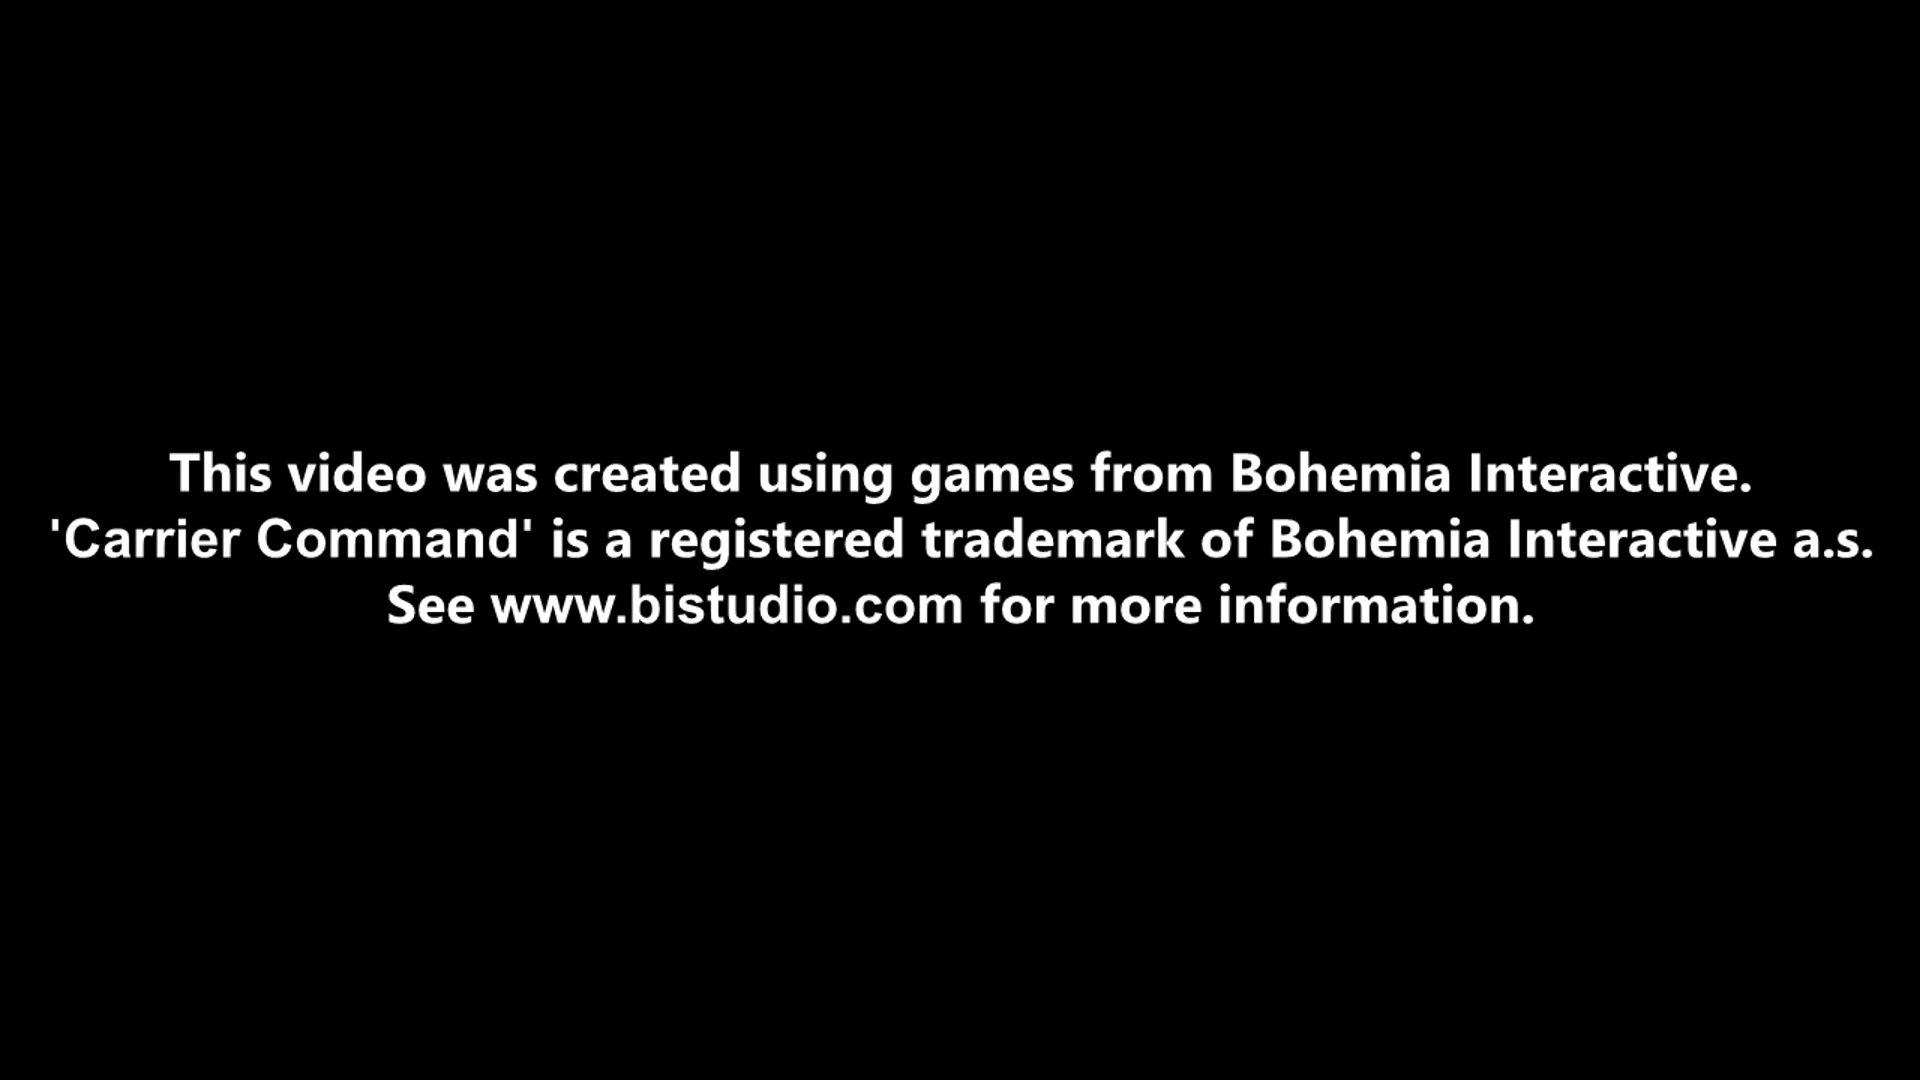 This video was created using games from Bohemia Interactive.
'Carrier Command' is a registered trademark of Bohemia Interactive a.s.
See www.bistudio.com for more information.